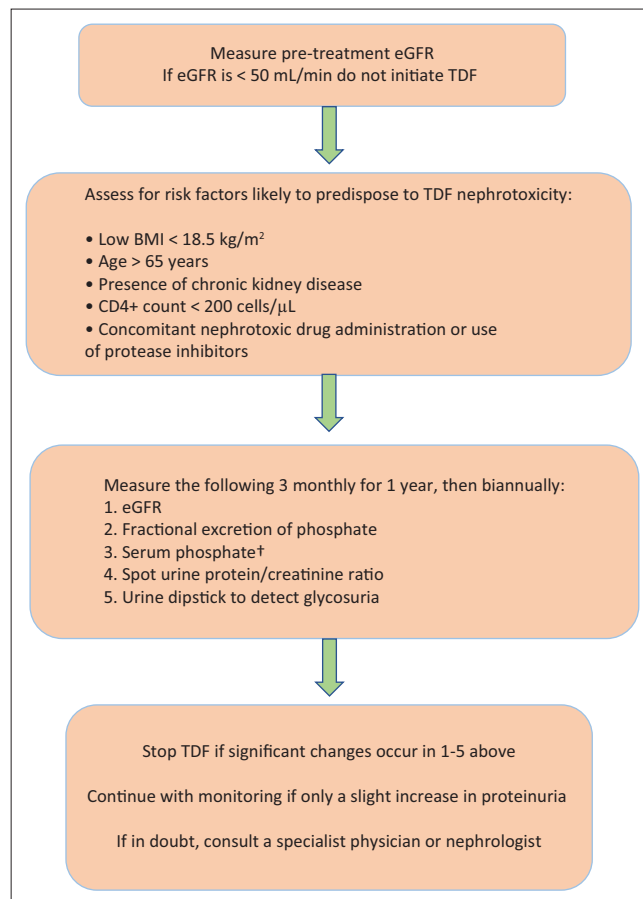 Measure pre-treatment eGFR
If eGFR is < 50 mL/min do not initiate TDF
Assess for risk factors likely to predispose to TDF nephrotoxicity:
• Low BMI < 18.5 kg/m²
• Age > 65 years
• Presence of chronic kidney disease
• CD4+ count < 200 cells/μL
• Concomitant nephrotoxic drug administration or use
of protease inhibitors
Measure the following 3 monthly for 1 year, then biannually:
1. eGFR
2. Fractional excretion of phosphate
3. Serum phosphate†
4. Spot urine protein/creatinine ratio
5. Urine dipstick to detect glycosuria
Stop TDF if significant changes occur in 1-5 above
Continue with monitoring if only a slight increase in proteinuria
If in doubt, consult a specialist physician or nephrologist